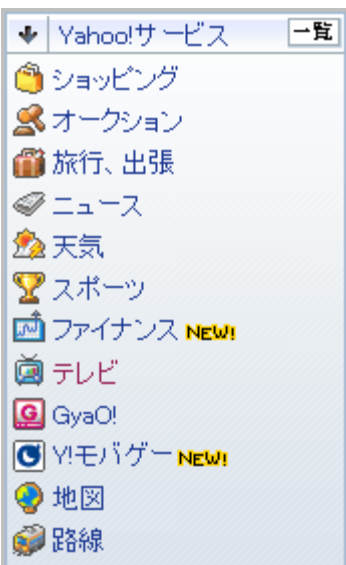 Yahoo!サービス 一覧
ショッピング
オークション
旅行、出張
ニュース
天気
スポーツ
ファイナンス NEW!
テレビ
G GyaO!
Y!モバゲー NEW!
地図
路線